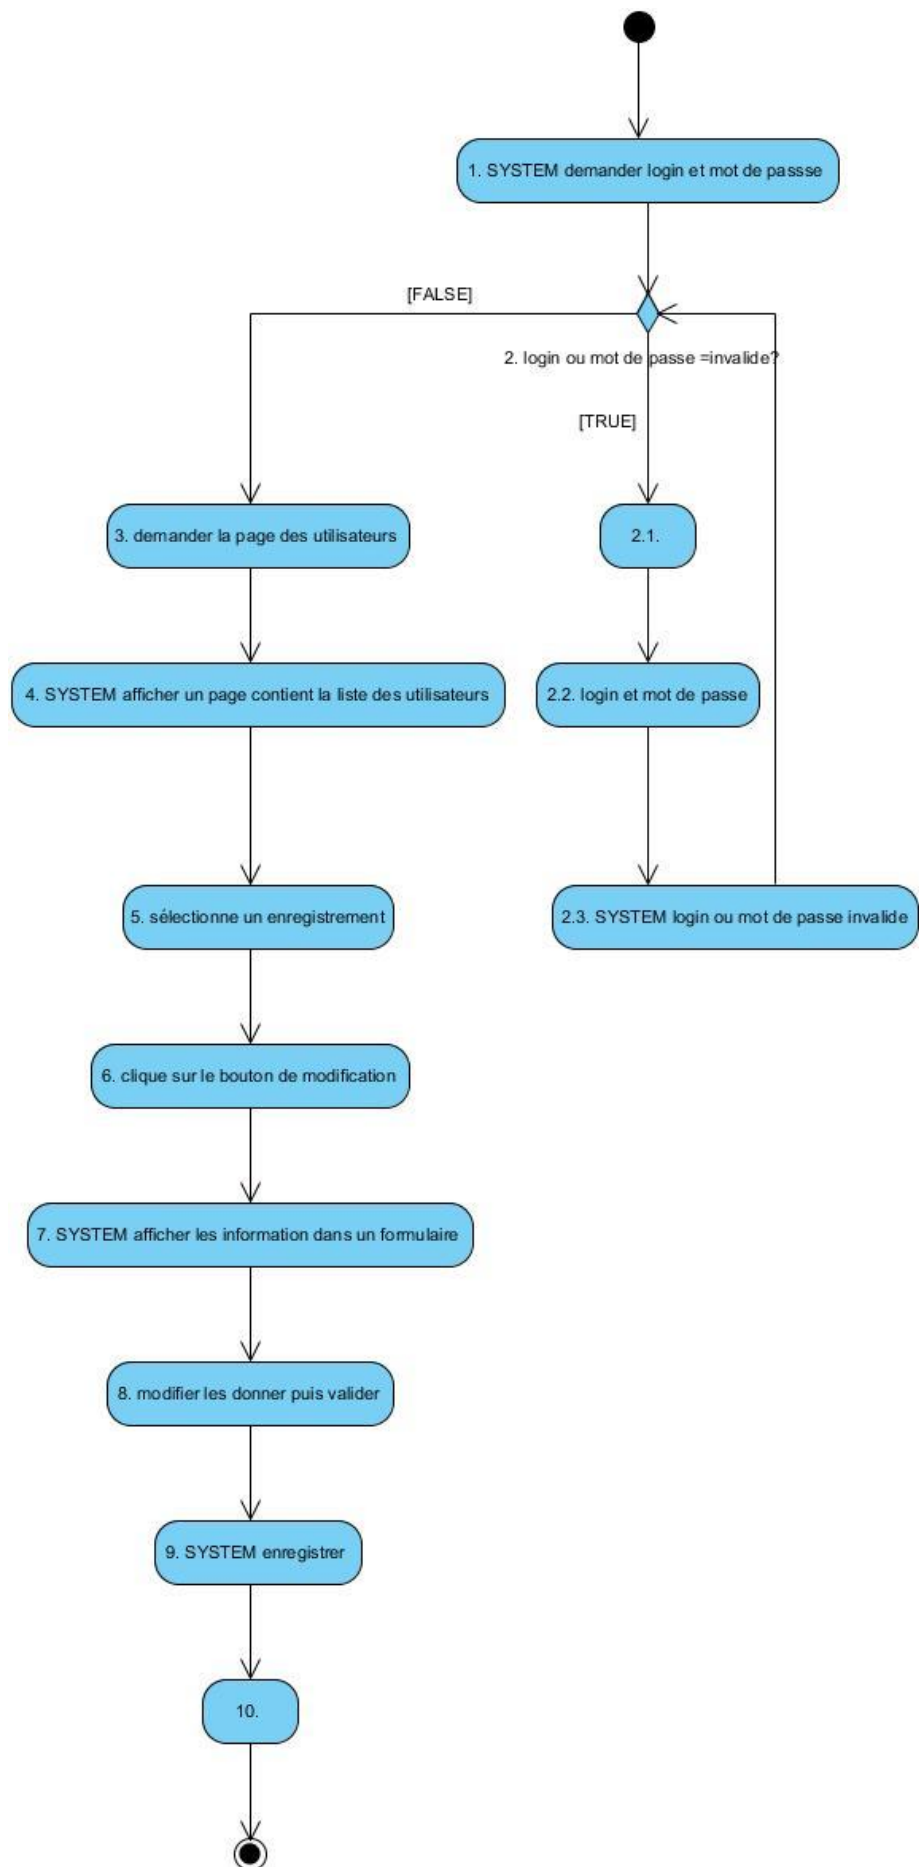 1. SYSTEM demander login et mot de passse
[FALSE]
2. login ou mot de passe =invalide?
[TRUE]
3. demander la page des utilisateurs
2.1.
4. SYSTEM afficher un page contient la liste des utilisateurs
2.2. login et mot de passe
5. sélectionne un enregistrement
2.3. SYSTEM login ou mot de passe invalide
6. clique sur le bouton de modification
7. SYSTEM afficher les information dans un formulaire
8. modifier les donner puis valider
9. SYSTEM enregistrer
10.